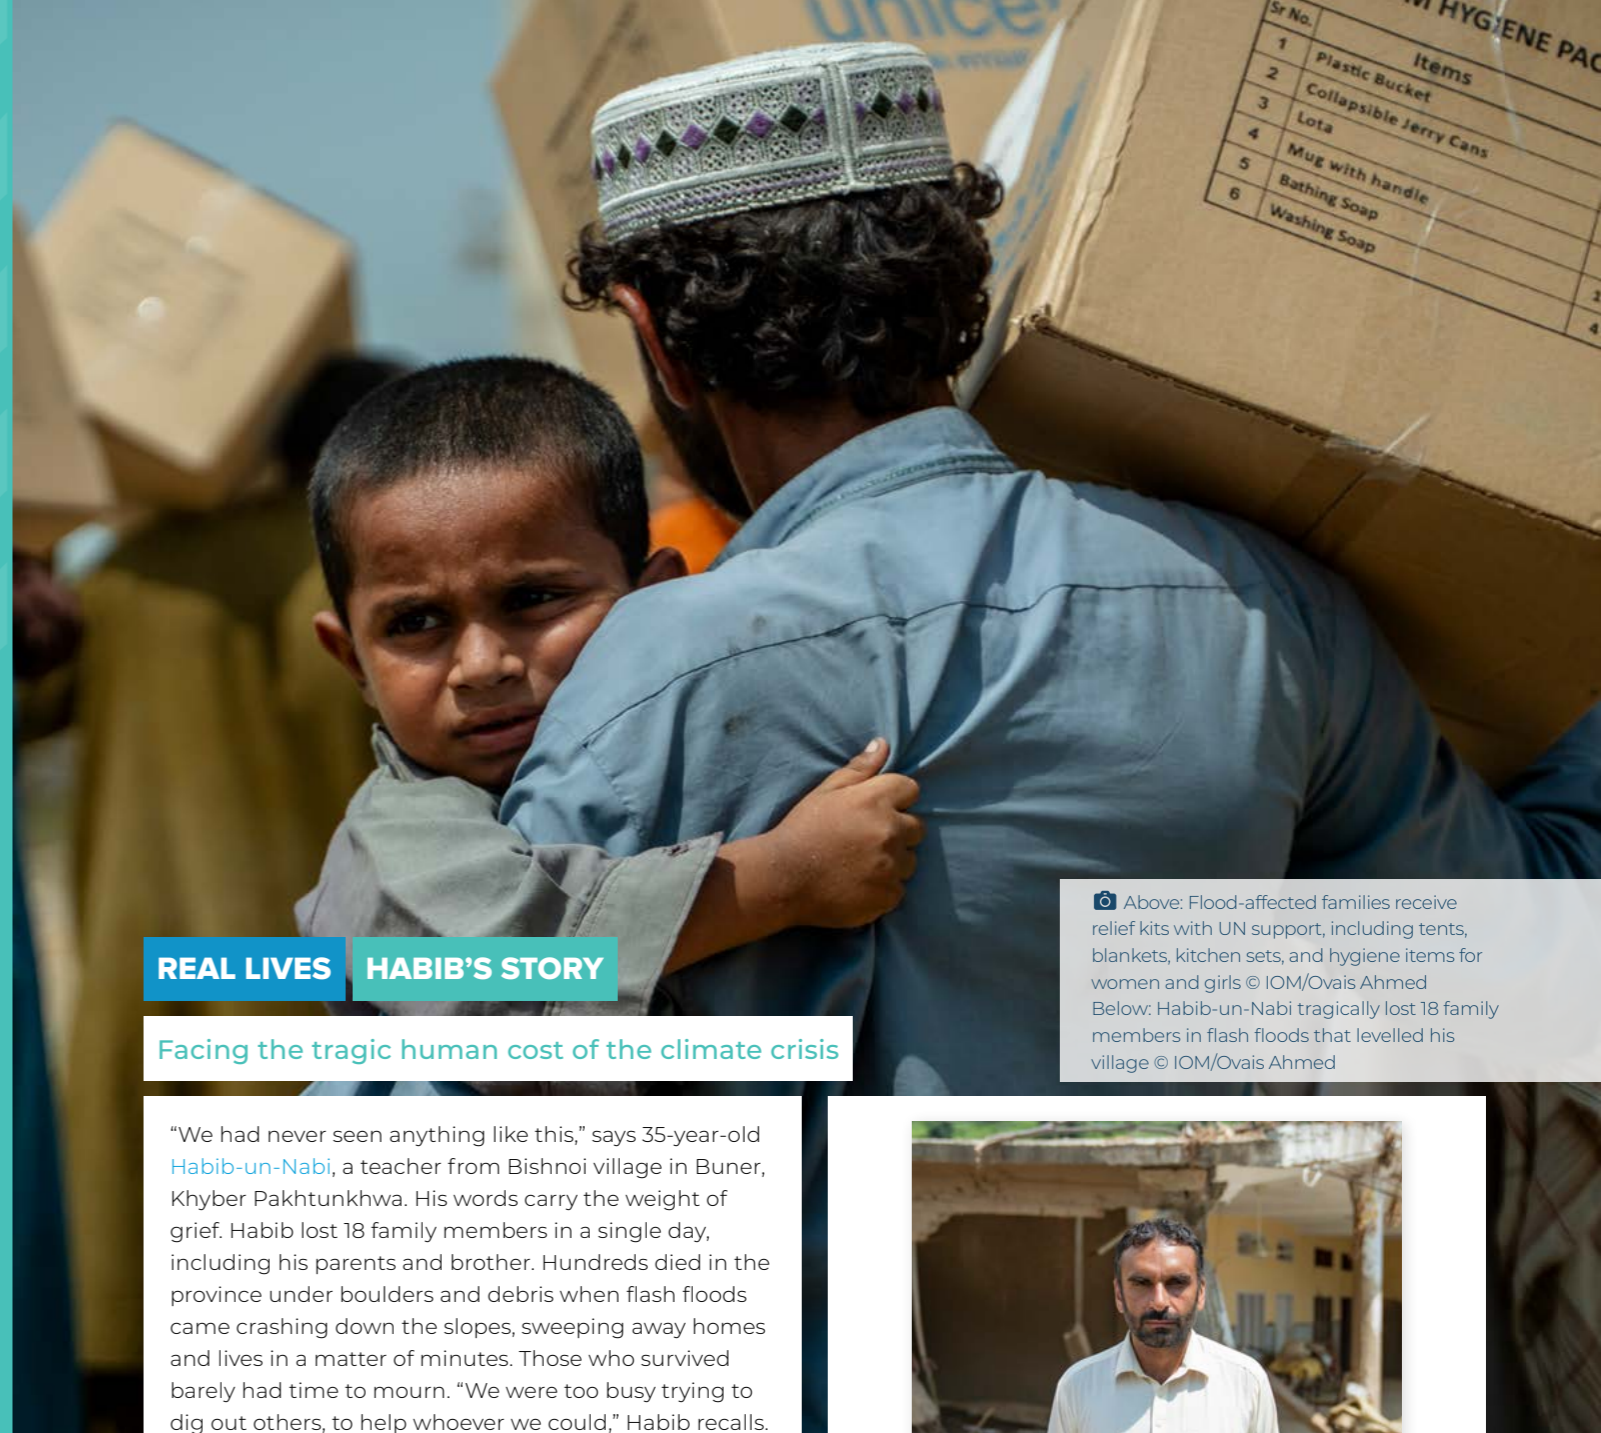 unicef
HYGIENE PAC
Sr No.
Items
1 Plastic Bucket
2 Collapsible Jerry Cans
3 Lota
4 Mug with handle
5 Bathing Soap
6 Washing Soap
1
4
REAL LIVES HABIB’S STORY
Facing the tragic human cost of the climate crisis
Above: Flood-affected families receive
relief kits with UN support, including tents,
blankets, kitchen sets, and hygiene items for
women and girls © IOM/Ovais Ahmed
Below: Habib-un-Nabi tragically lost 18 family
members in flash floods that levelled his
village © IOM/Ovais Ahmed
“We had never seen anything like this,” says 35-year-old
Habib-un-Nabi, a teacher from Bishnoi village in Buner,
Khyber Pakhtunkhwa. His words carry the weight of
grief. Habib lost 18 family members in a single day,
including his parents and brother. Hundreds died in the
province under boulders and debris when flash floods
came crashing down the slopes, sweeping away homes
and lives in a matter of minutes. Those who survived
barely had time to mourn. “We were too busy trying to
dig out others, to help whoever we could,” Habib recalls.